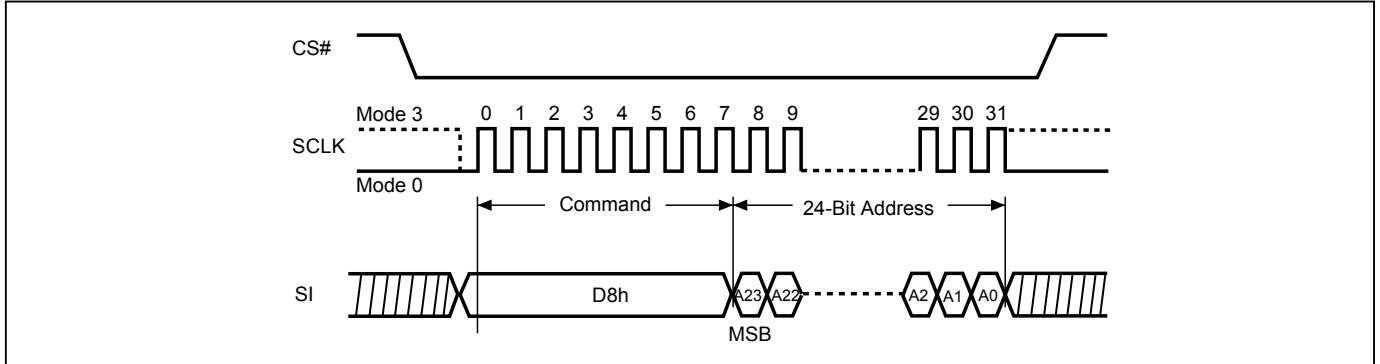 CS#
Mode 3
0 1 2 3 4 5 6 7 8 9 29 30 31
SCLK
Mode 0
Command 24-Bit Address
SI D8h A23 A22 A2 A1 A0
MSB